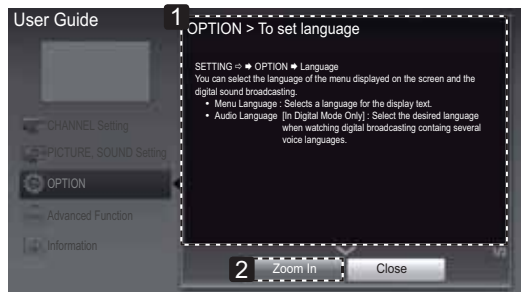 User Guide
1
OPTION > To set language
SETTING ⇨ ➡ OPTION ➡ Language
You can select the language of the menu displayed on the screen and the
digital sound broadcasting.
• Menu Language : Selects a language for the display text.
• Audio Language [In Digital Mode Only] : Select the desired language
when watching digital broadcasting containg several
voice languages.
CHANNEL Setting
PICTURE, SOUND Setting
OPTION
Advanced Function
Information
2
Zoom In
Close